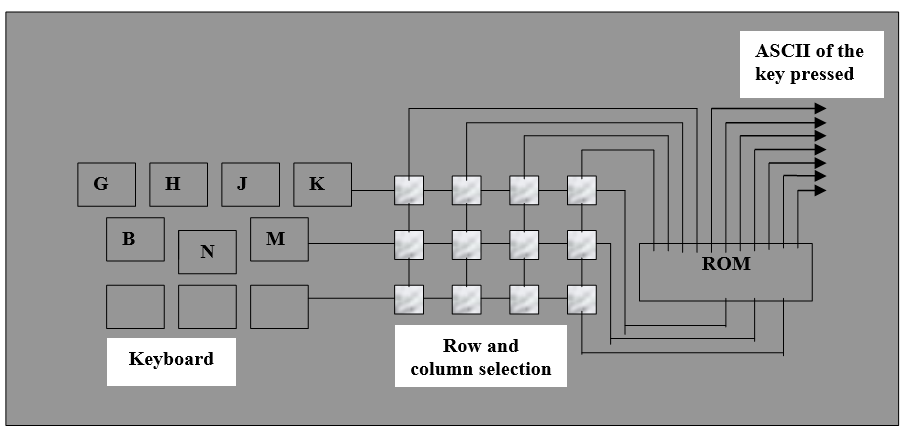 ASCII of the
key pressed
G H J K
B N M
ROM
Keyboard
Row and
column selection